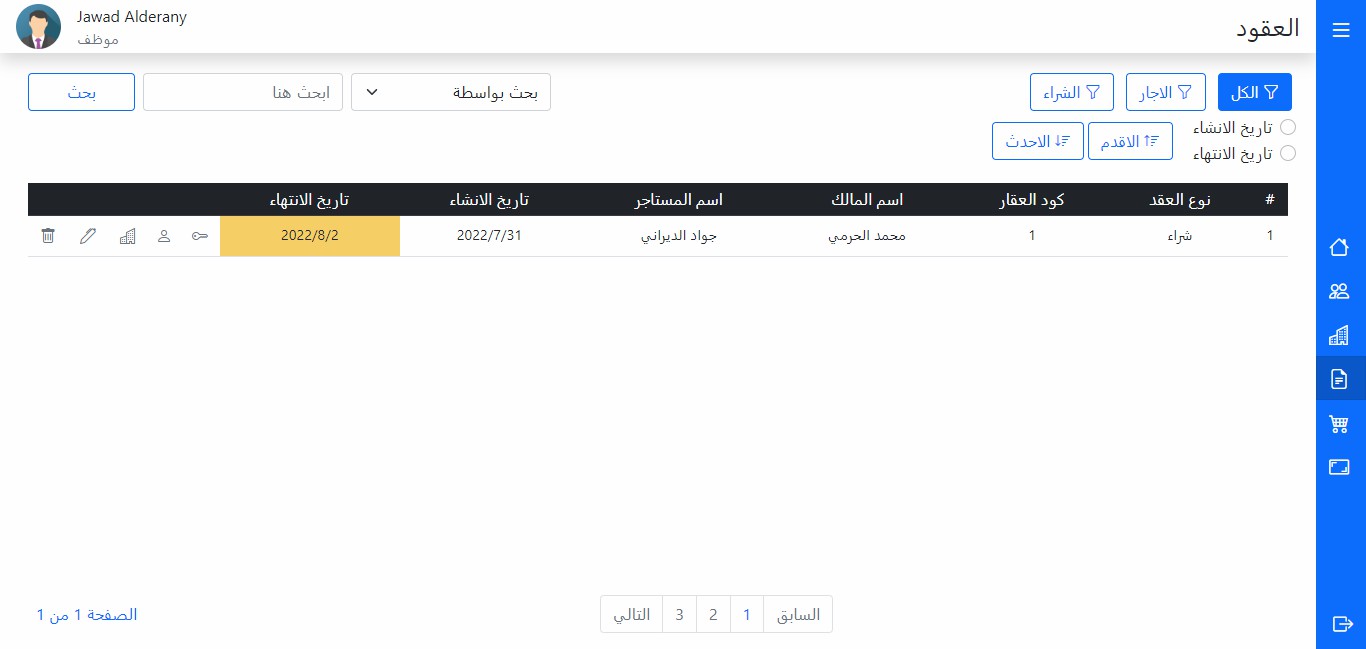 العقود
Jawad Alderany
موظف
الكل
الاجار
الشراء
بحث بواسطة
ابحث هنا
بحث
تاريخ الانشاء
تاريخ الانتهاء
الاقدم
الاحدث
# نوع العقد كود العقار اسم المالك اسم المستاجر تاريخ الانشاء تاريخ الانتهاء
1 شراء 1 محمد الحرمي جواد الديراني 2022/7/31 2022/8/2
السابق 1 2 3 التالي
الصفحة 1 من 1